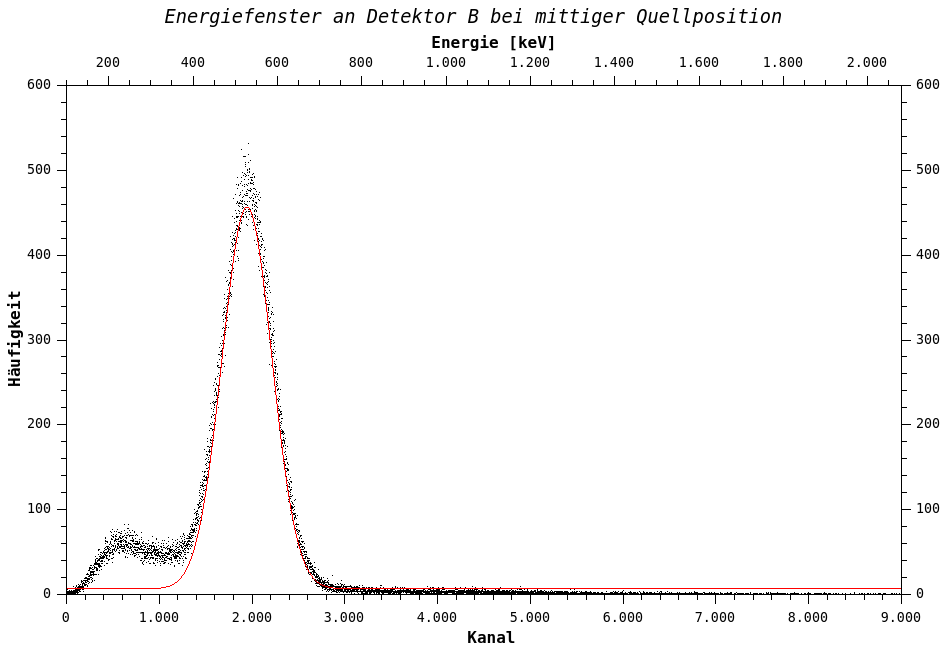 Energiefenster an Detektor B bei mittiger Quellposition
Energie [keV]
200 400 600 800 1.000 1.200 1.400 1.600 1.800 2.000
600 600
500 500
400 400
300 300
Häufigkeit
200 200
100 100
0 0
0 1.000 2.000 3.000 4.000 5.000 6.000 7.000 8.000 9.000
Kanal